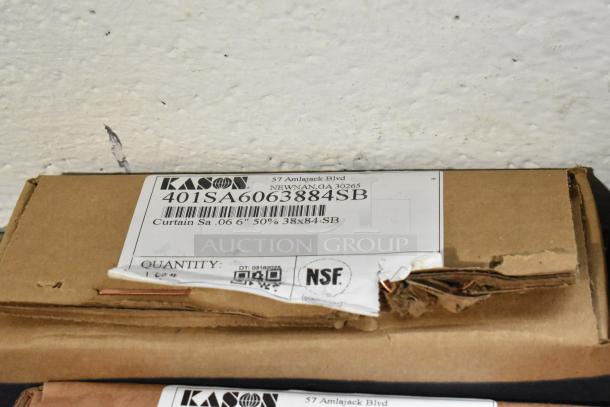 KASON
57 Amlajack Blvd
NEWNAN, GA 30265
401SA6063884SB
Curtain Sa .06 6" 50% 38x84 SB
AUCTION GROUP
QUANTITY:
NSF.
KASON
57 Amlajack Blvd